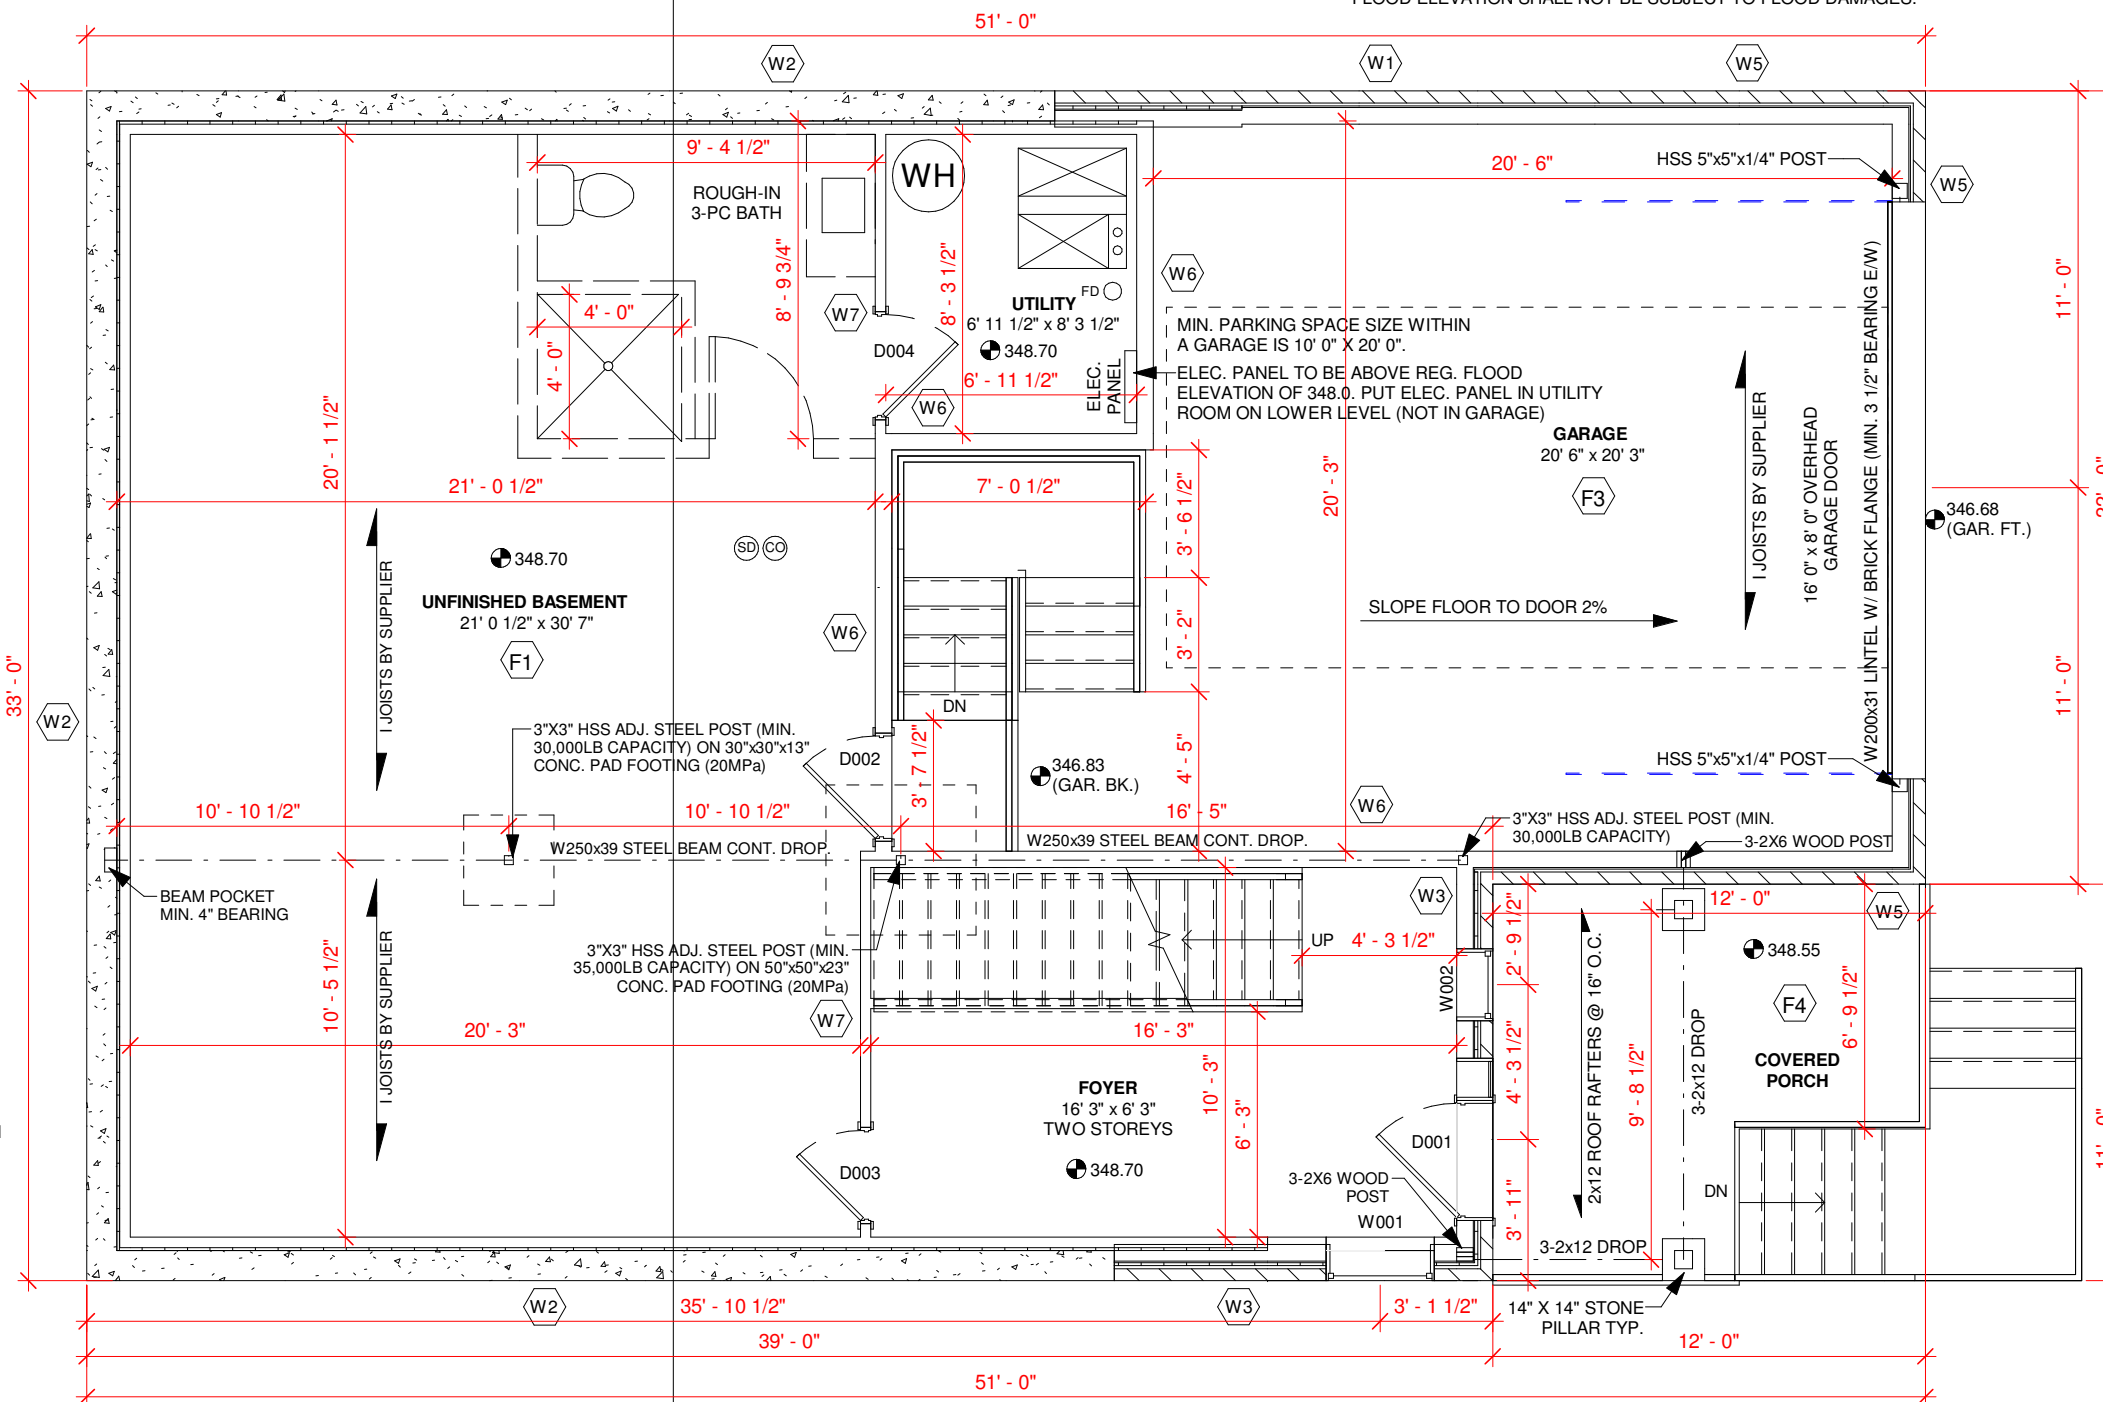 FLOOD ELEVATION SHALL NOT BE SUBJECT TO FLOOD DAMAGES.
51' - 0"
W2
W1
W5
9' - 4 1/2"
ROUGH-IN
3-PC BATH
WH
20' - 6"
HSS 5"x5"x1/4" POST
W5
8' - 9 3/4"
8' - 3 1/2"
W6
FD
UTILITY
6' 11 1/2" x 8' 3 1/2"
348.70
4' - 0"
4' - 0"
W7
D004
6' - 11 1/2"
W6
ELEC.
PANEL
MIN. PARKING SPACE SIZE WITHIN
A GARAGE IS 10' 0" X 20' 0".
ELEC. PANEL TO BE ABOVE REG. FLOOD
ELEVATION OF 348.0. PUT ELEC. PANEL IN UTILITY
ROOM ON LOWER LEVEL (NOT IN GARAGE)
GARAGE
20' 6" x 20' 3"
F3
I JOISTS BY SUPPLIER
16' 0" x 8' 0" OVERHEAD
GARAGE DOOR
W200x31 LINTEL W/ BRICK FLANGE (MIN. 3 1/2" BEARING E/W)
11' - 0"
20' - 1 1/2"
21' - 0 1/2"
7' - 0 1/2"
3' - 6 1/2"
20' - 3"
346.68
(GAR. FT.)
SD
CO
348.70
UNFINISHED BASEMENT
21' 0 1/2" x 30' 7"
F1
I JOISTS BY SUPPLIER
W6
3' - 2"
SLOPE FLOOR TO DOOR 2%
11' - 0"
33' - 0"
W2
DN
3"X3" HSS ADJ. STEEL POST (MIN.
30,000LB CAPACITY) ON 30"x30"x13"
CONC. PAD FOOTING (20MPa)
D002
3' - 7 1/2"
346.83
(GAR. BK.)
4' - 5"
HSS 5"x5"x1/4" POST
10' - 10 1/2"
10' - 10 1/2"
16' - 5"
W6
3"X3" HSS ADJ. STEEL POST (MIN.
30,000LB CAPACITY)
W250x39 STEEL BEAM CONT. DROP.
W250x39 STEEL BEAM CONT. DROP.
3-2X6 WOOD POST
BEAM POCKET
MIN. 4" BEARING
W3
12' - 0"
W5
2' - 9 1/2"
3"X3" HSS ADJ. STEEL POST (MIN.
35,000LB CAPACITY) ON 50"x50"x23"
CONC. PAD FOOTING (20MPa)
UP
4' - 3 1/2"
348.55
W002
F4
6' - 9 1/2"
10' - 5 1/2"
I JOISTS BY SUPPLIER
20' - 3"
W7
16' - 3"
2x12 ROOF RAFTERS @ 16" O.C.
9' - 8 1/2"
3-2x12 DROP
COVERED
PORCH
4' - 3 1/2"
FOYER
16' 3" x 6' 3"
TWO STOREYS
348.70
10' - 3"
6' - 3"
D001
D003
3-2X6 WOOD
POST
W001
3' - 11"
DN
3-2x12 DROP
W2
35' - 10 1/2"
W3
3' - 1 1/2"
14" X 14" STONE
PILLAR TYP.
39' - 0"
12' - 0"
51' - 0"